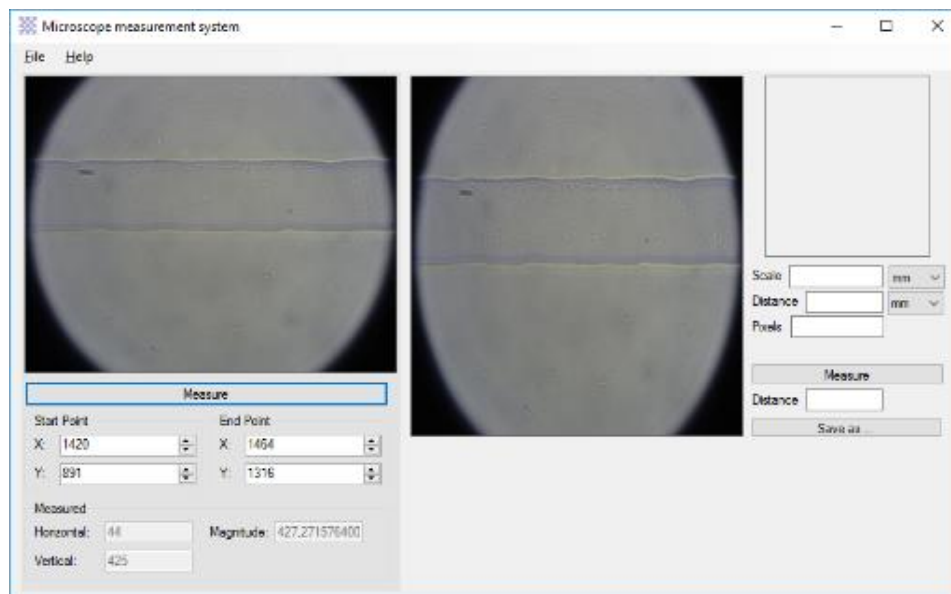 Microscope measurement system
File Help
Scale mm
Distance mm
Pixels
Measure
Distance
Save as ...
Measure
Start Point End Point
X: 1420 X: 1464
Y: 891 Y: 1316
Measured
Horizontal: 44 Magnitude: 427,271576400
Vertical: 425